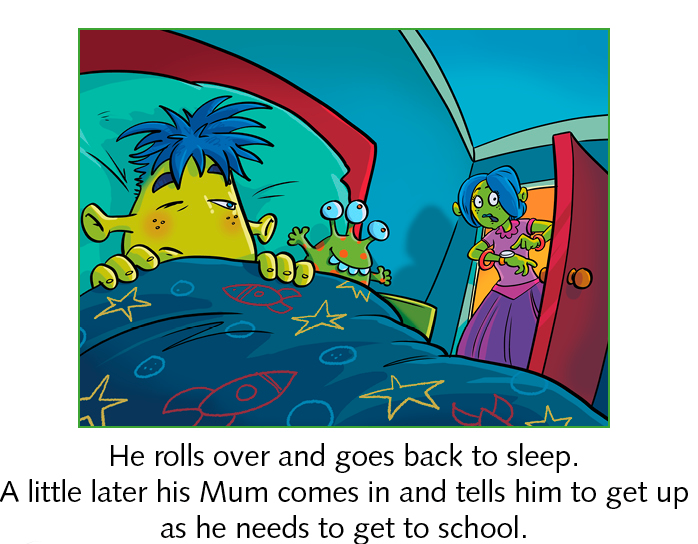 He rolls over and goes back to sleep.
A little later his Mum comes in and tells him to get up
as he needs to get to school.